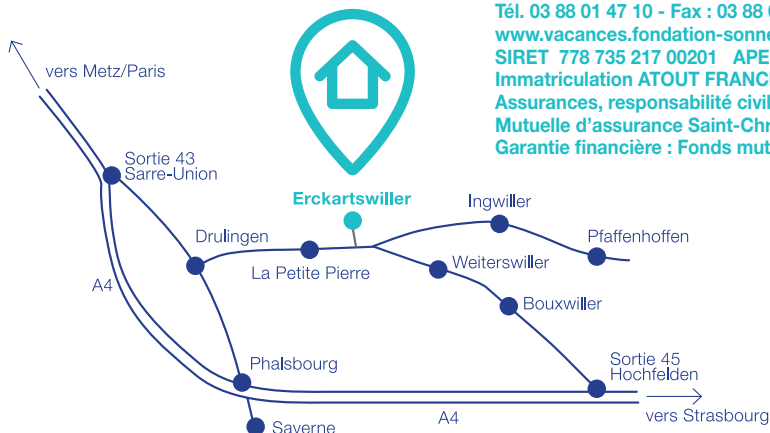 Tél. 03 88 01 47 10 - Fax : 03 88
www.vacances.fondation-sonne
SIRET 778 735 217 00201 APE
Immatriculation ATOUT FRANC
Assurances, responsabilité civil
Mutuelle d'assurance Saint-Chr
Garantie financière : Fonds mut
vers Metz/Paris
Sortie 43
Sarre-Union
Erckartswiller
Ingwiller
Drulingen
Pfaffenhoffen
La Petite Pierre
Weiterswiller
A4
Bouxwiller
Phalsbourg
Sortie 45
Hochfelden
Saverne
A4
vers Strasbourg